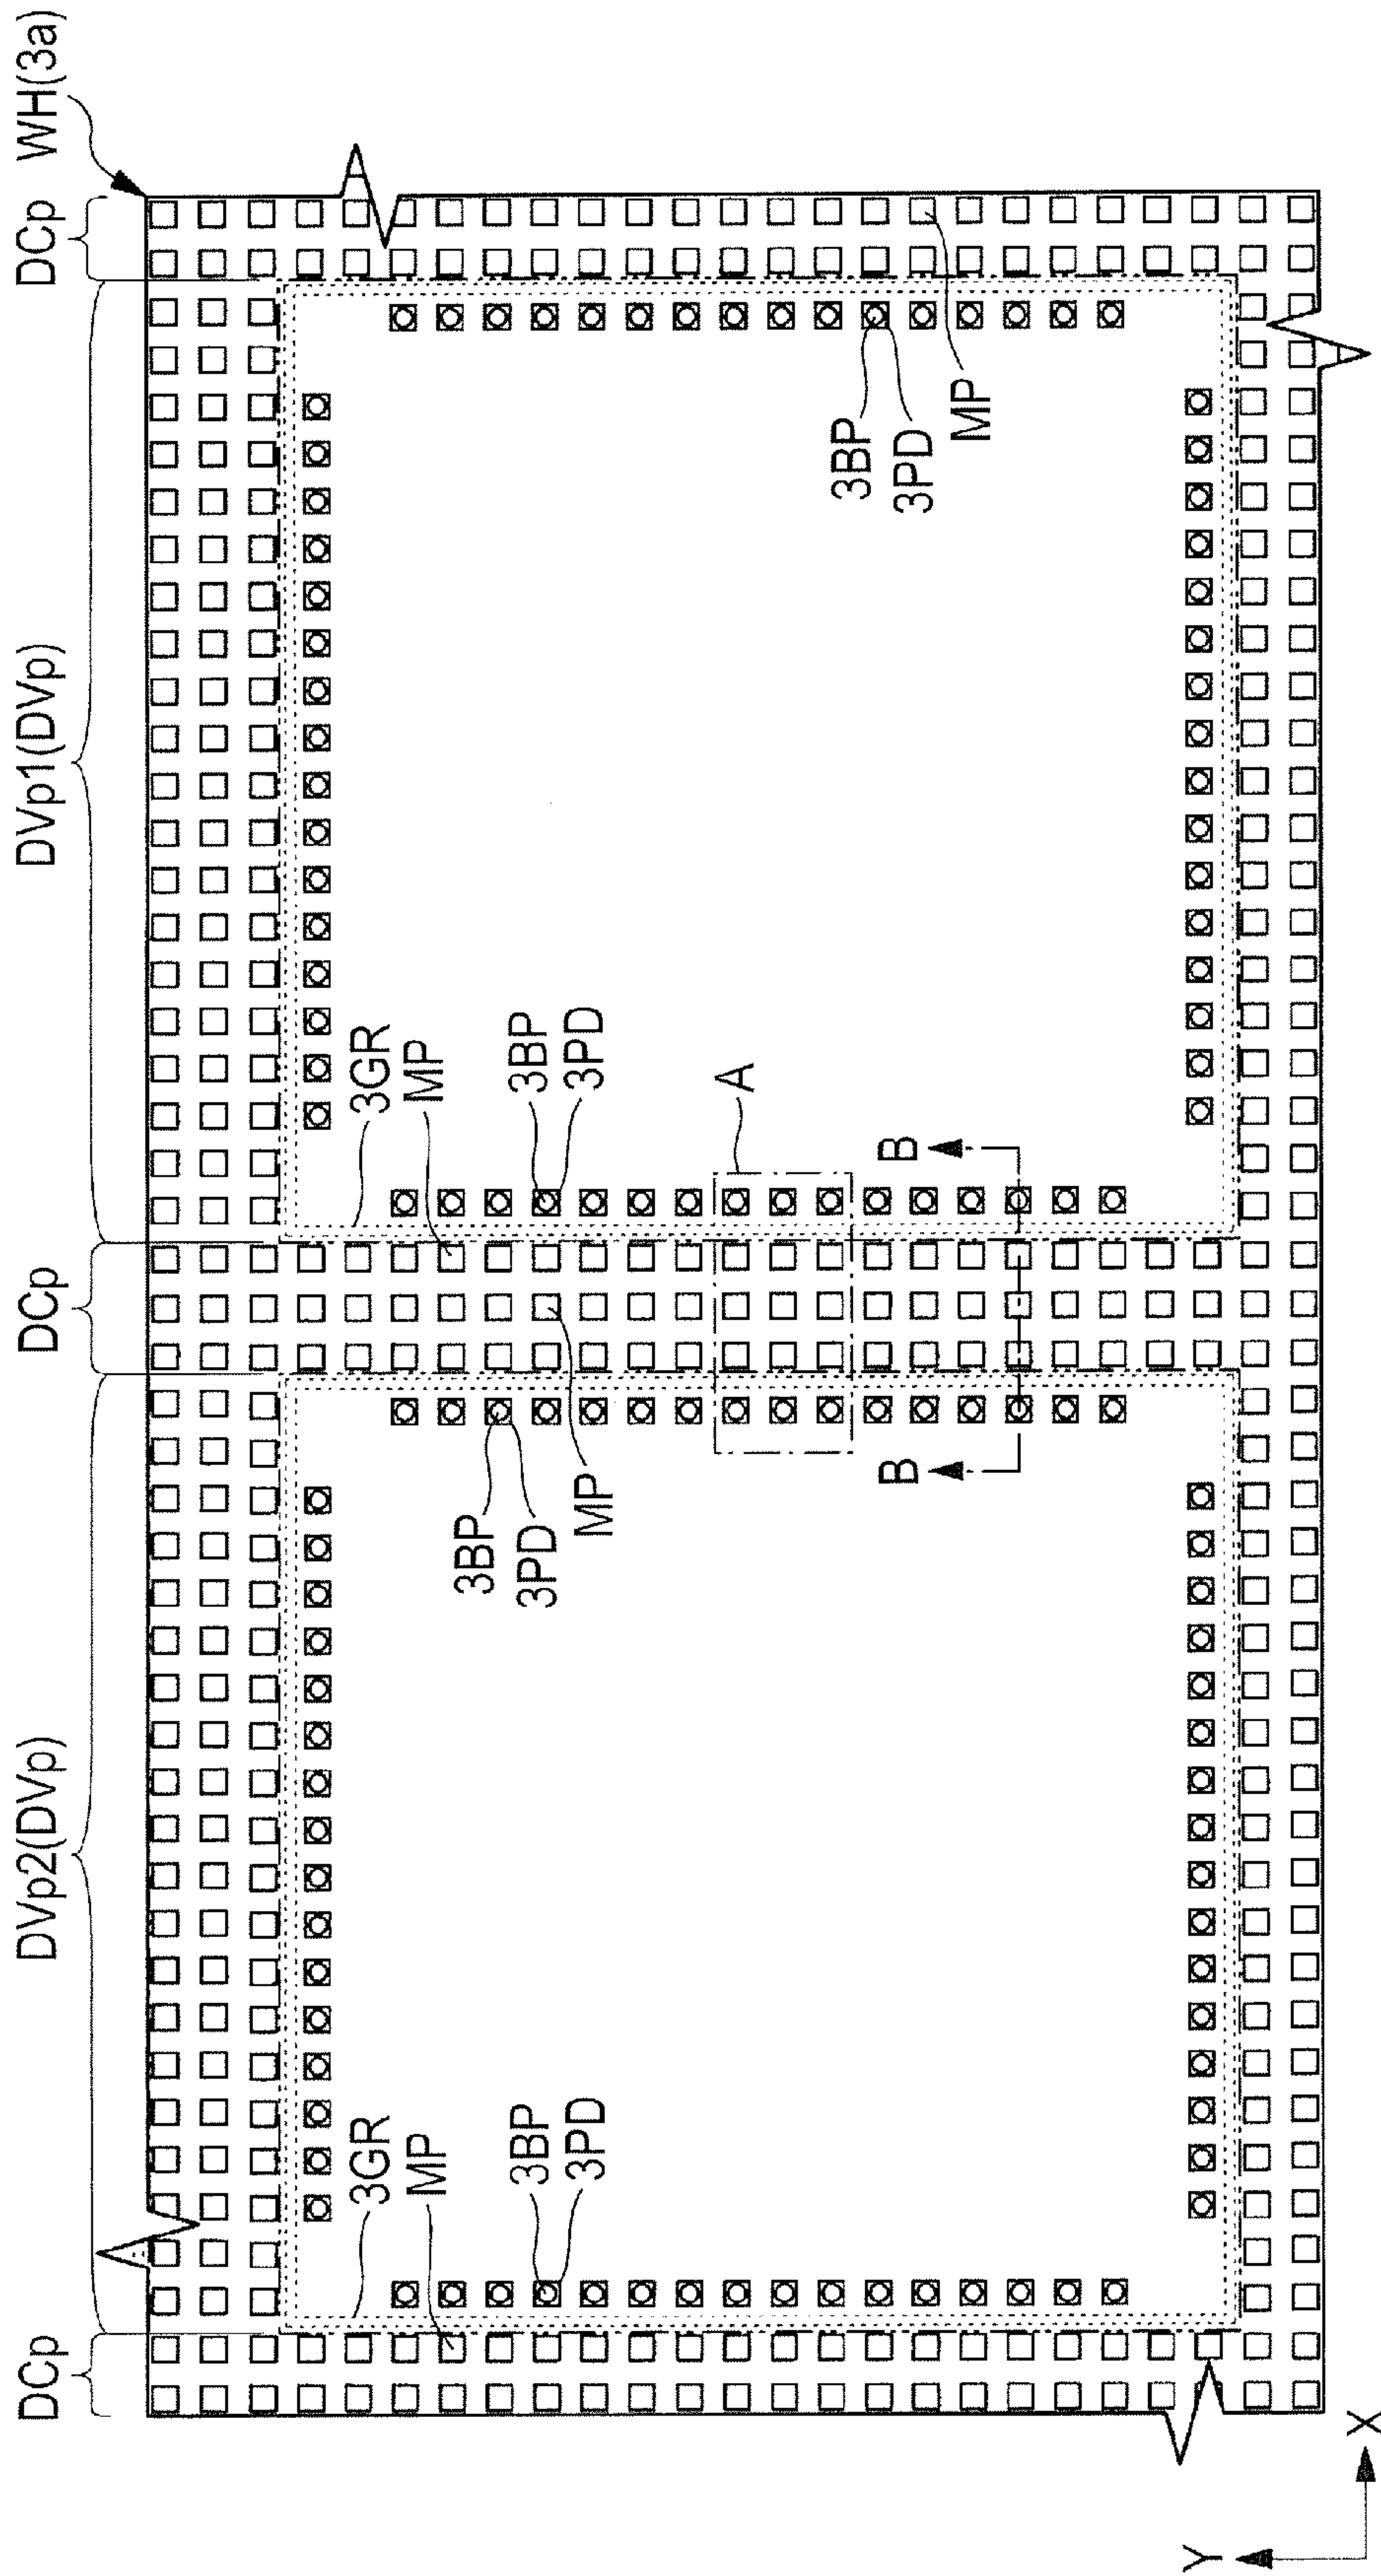 DCp
DVp2(DVp)
DCp
DVp1(DVp)
DCp
WH(3a)
3GR
MP
3BP
3PD
3BP
3PD
MP
3GR
MP
3BP
3PD
A
B
B
3BP
3PD
MP
Y
X